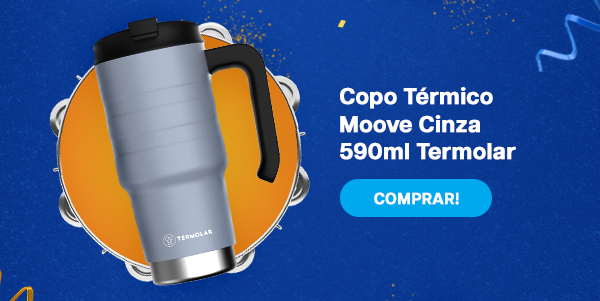 Copo Térmico
Moove Cinza
590ml Termolar
COMPRAR!
TERMOLAR